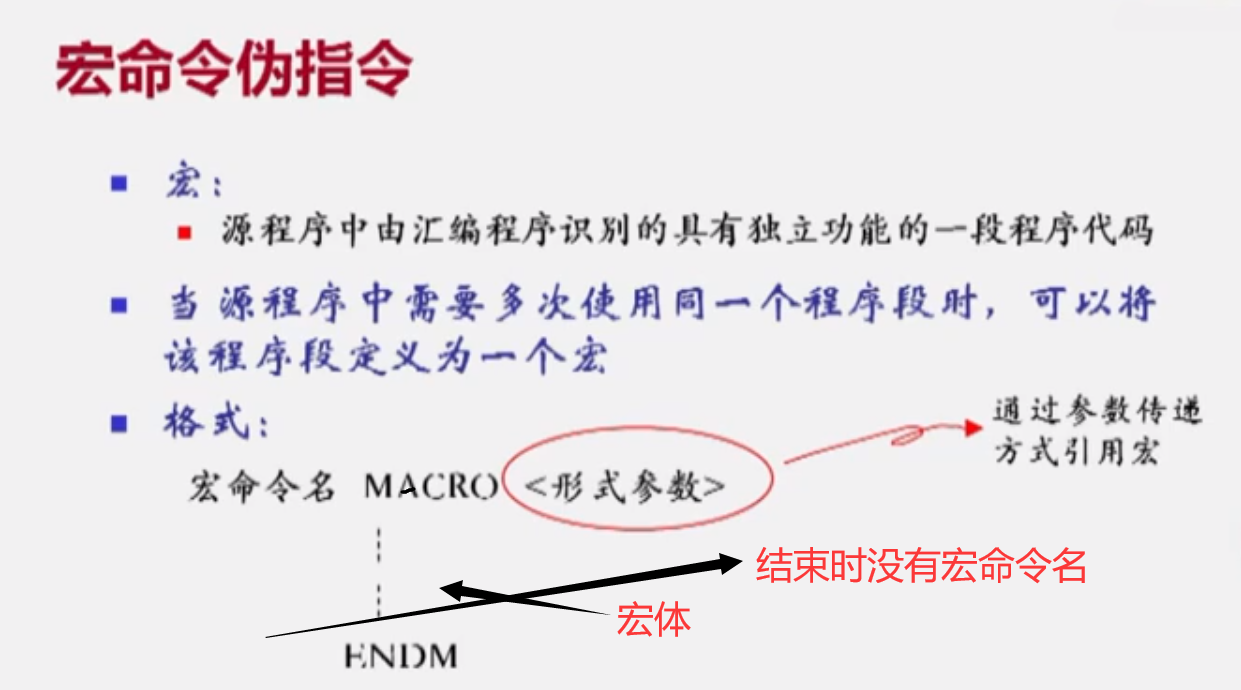 宏命令伪指令
宏：
源程序中由汇编程序识别的具有独立功能的一段程序代码
当源程序中需要多次使用同一个程序段时，可以将
该程序段定义为一个宏
格式：
通过参数传递
方式引用宏
宏命令名 MACRO <形式参数>
结束时没有宏命令名
宏体
ENDM